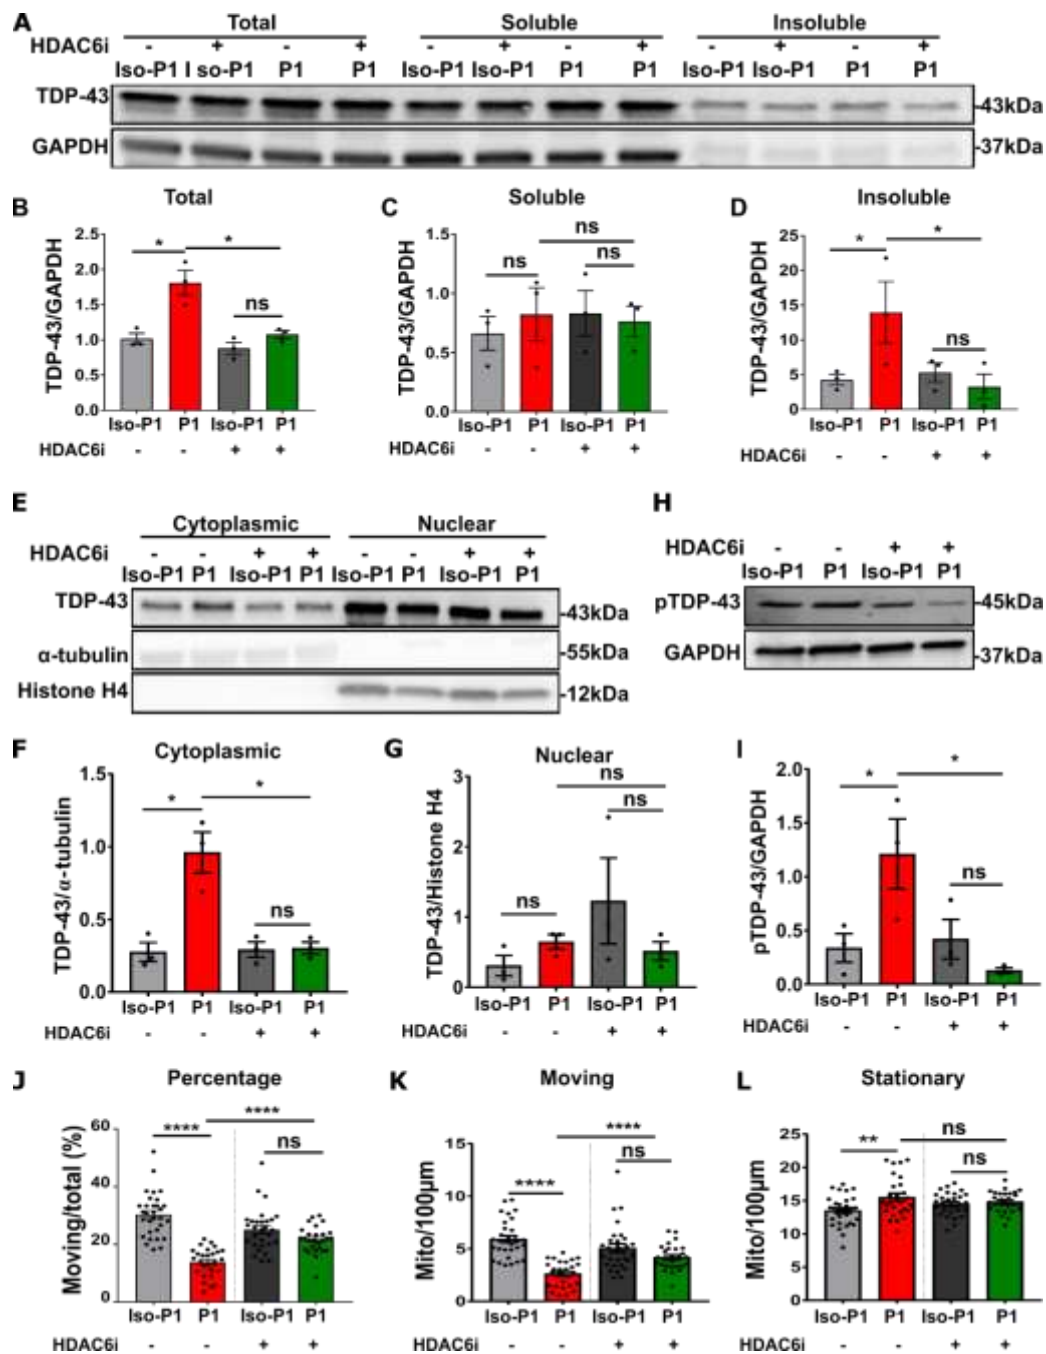 A Total Soluble Insoluble
HDAC6i - + - + - + - + - + - +
Iso-P1 I so-P1 P1 P1 Iso-P1 Iso-P1 P1 P1 Iso-P1 Iso-P1 P1 P1
TDP-43 -43kDa
GAPDH -37kDa
B Total
TDP-43/GAPDH
2.5
2.0
1.5
1.0
0.5
0.0
* *
ns
Iso-P1 P1 Iso-P1 P1
HDAC6i - - + +
C Soluble
TDP-43/GAPDH
1.5
1.0
0.5
0.0
ns
ns ns
Iso-P1 P1 Iso-P1 P1
HDAC6i - - + +
D Insoluble
TDP-43/GAPDH
25
20
15
10
5
0
* *
ns
Iso-P1 P1 Iso-P1 P1
HDAC6i - - + +
E Cytoplasmic Nuclear
HDAC6i - - + + - - + +
Iso-P1 P1 Iso-P1 P1 Iso-P1 P1 Iso-P1 P1
TDP-43 -43kDa
α-tubulin -55kDa
Histone H4 -12kDa
H
HDAC6i - - + +
Iso-P1 P1 Iso-P1 P1
pTDP-43 -45kDa
GAPDH -37kDa
F Cytoplasmic
TDP-43/α-tubulin
1.5
1.0
0.5
0.0
* *
ns
Iso-P1 P1 Iso-P1 P1
HDAC6i - - + +
G Nuclear
TDP-43/Histone H4
3
2
1
0
ns
ns
ns
Iso-P1 P1 Iso-P1 P1
HDAC6i - - + +
I
pTDP-43/GAPDH
2.0
1.5
1.0
0.5
0.0
* *
ns
Iso-P1 P1 Iso-P1 P1
HDAC6i - - + +
J Percentage
Moving/total (%)
60
40
20
0
****
**** ns
Iso-P1 P1 Iso-P1 P1
HDAC6i - - + +
K Moving
Mito/100µm
15
10
5
0
****
ns
****
Iso-P1 P1 Iso-P1 P1
HDAC6i - - + +
L Stationary
Mito/100µm
25
20
15
10
5
0
** ns
ns
Iso-P1 P1 Iso-P1 P1
HDAC6i - - + +